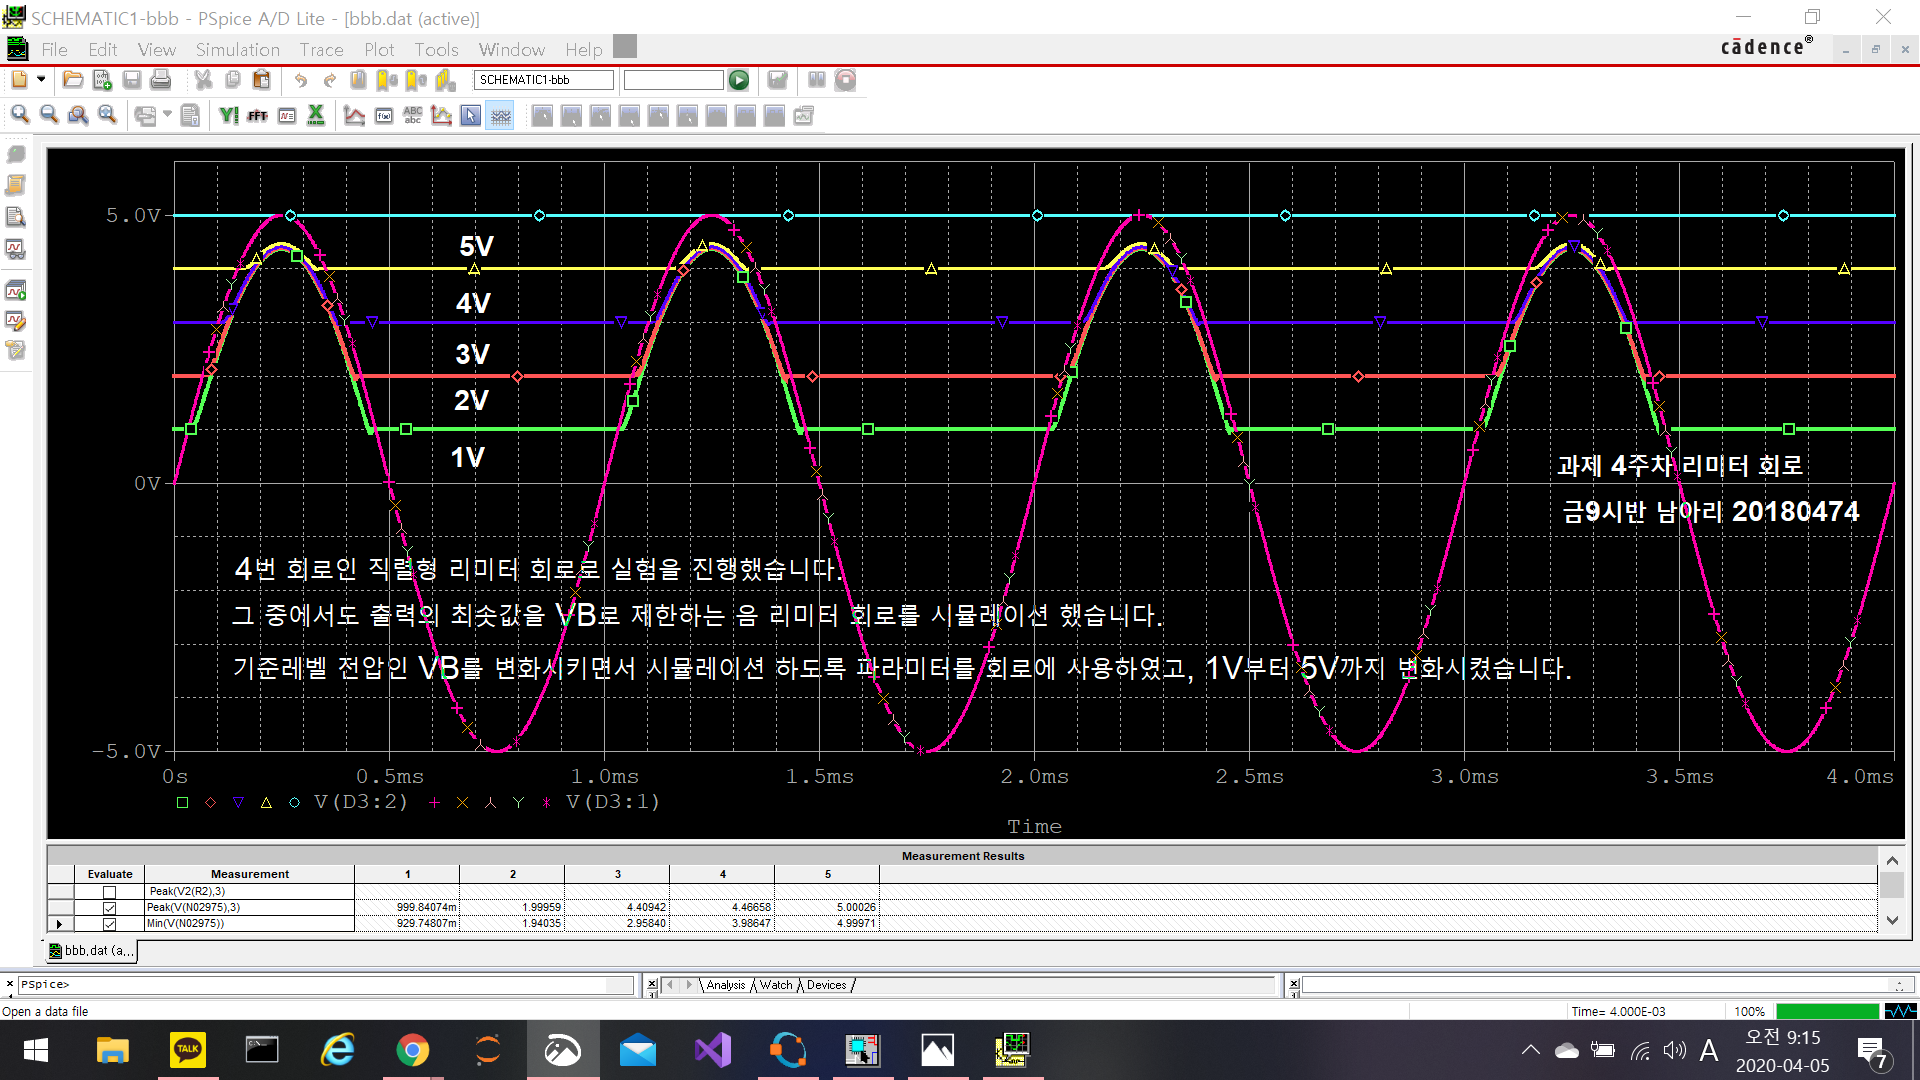 SCHEMATIC1-bbb - PSpice A/D Lite - [bbb.dat (active)]
File Edit View Simulation Trace Plot Tools Window Help
cādence®
SCHEMATIC1-bbb
FFT
ABC
abc
5.0V
5V
4V
3V
2V
1V
0V
과제 4주차 리미터 회로
금9시반 남아리 20180474
4번 회로인 직렬형 리미터 회로로 실험을 진행했습니다.
그 중에서도 출력의 최솟값을 VB로 제한하는 음 리미터 회로를 시뮬레이션 했습니다.
기준레벨 전압인 VB를 변화시키면서 시뮬레이션 하도록 파라미터를 회로에 사용하였고, 1V부터 5V까지 변화시켰습니다.
-5.0V
0s 0.5ms 1.0ms 1.5ms 2.0ms 2.5ms 3.0ms 3.5ms 4.0ms
V(D3:2) V(D3:1)
Time
Measurement Results
Evaluate Measurement 1 2 3 4 5
Peak(V2(R2),3)
Peak(V(N02975),3) 999.84074m 1.99959 4.40942 4.46658 5.00026
Min(V(N02975)) 929.74807m 1.94035 2.95840 3.98647 4.99971
bbb.dat (a...
PSpice>
Analysis Watch Devices
Open a data file
Time= 4.000E-03 100%
TALK
A
오전 9:15
2020-04-05
7